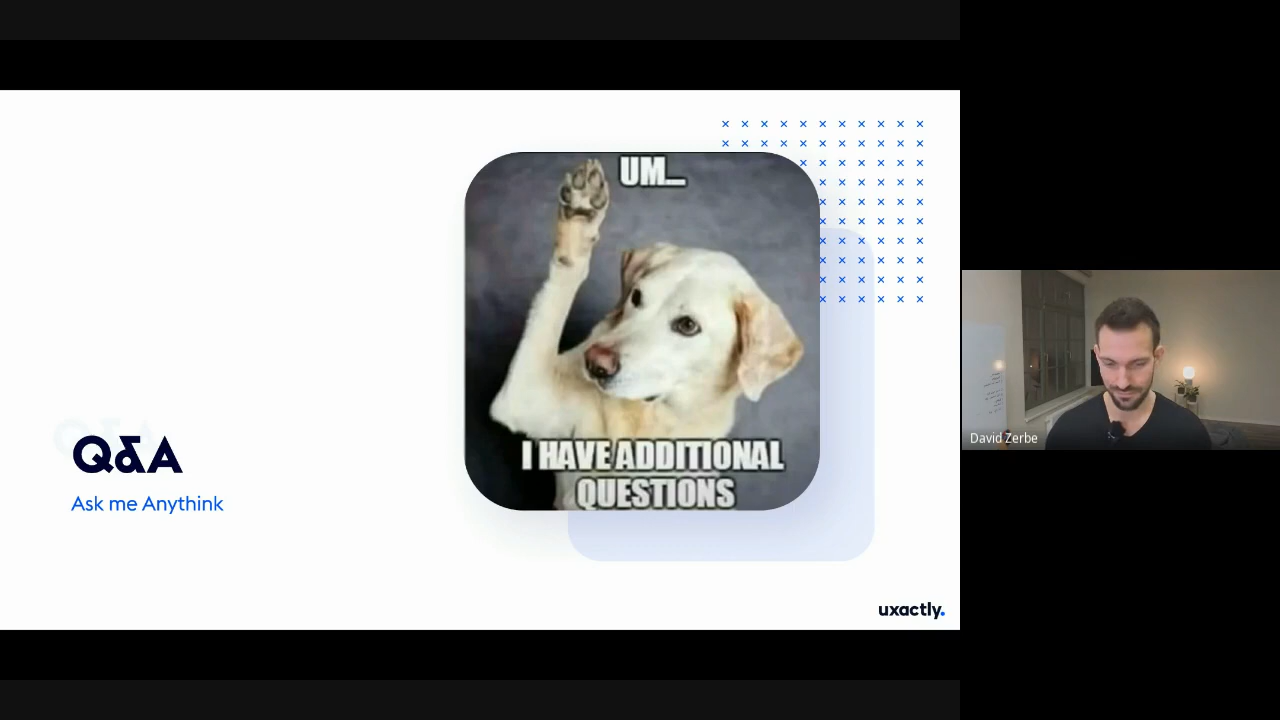 UM...
I HAVE ADDITIONAL
QUESTIONS
Q&A
Ask me Anythink
uxactly.
David Zerbe